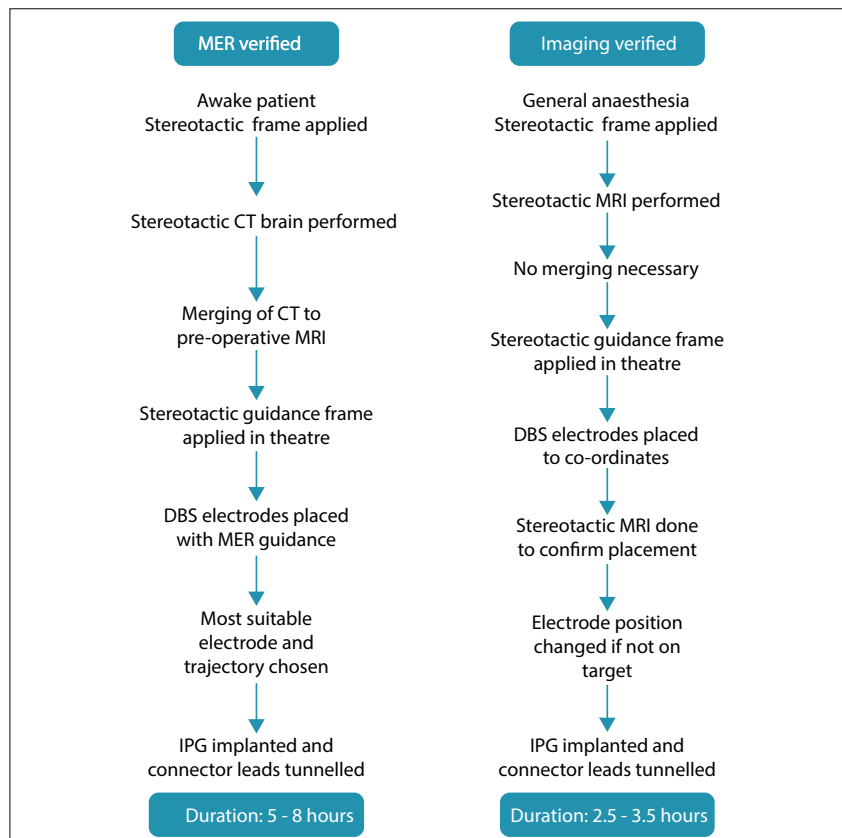 MER verified
Awake patient
Stereotactic frame applied
Stereotactic CT brain performed
Merging of CT to
pre-operative MRI
Stereotactic guidance frame
applied in theatre
DBS electrodes placed
with MER guidance
Most suitable
electrode and
trajectory chosen
IPG implanted and
connector leads tunnelled
Duration: 5 - 8 hours
Imaging verified
General anaesthesia
Stereotactic frame applied
Stereotactic MRI performed
No merging necessary
Stereotactic guidance frame
applied in theatre
DBS electrodes placed
to co-ordinates
Stereotactic MRI done
to confirm placement
Electrode position
changed if not on
target
IPG implanted and
connector leads tunnelled
Duration: 2.5 - 3.5 hours